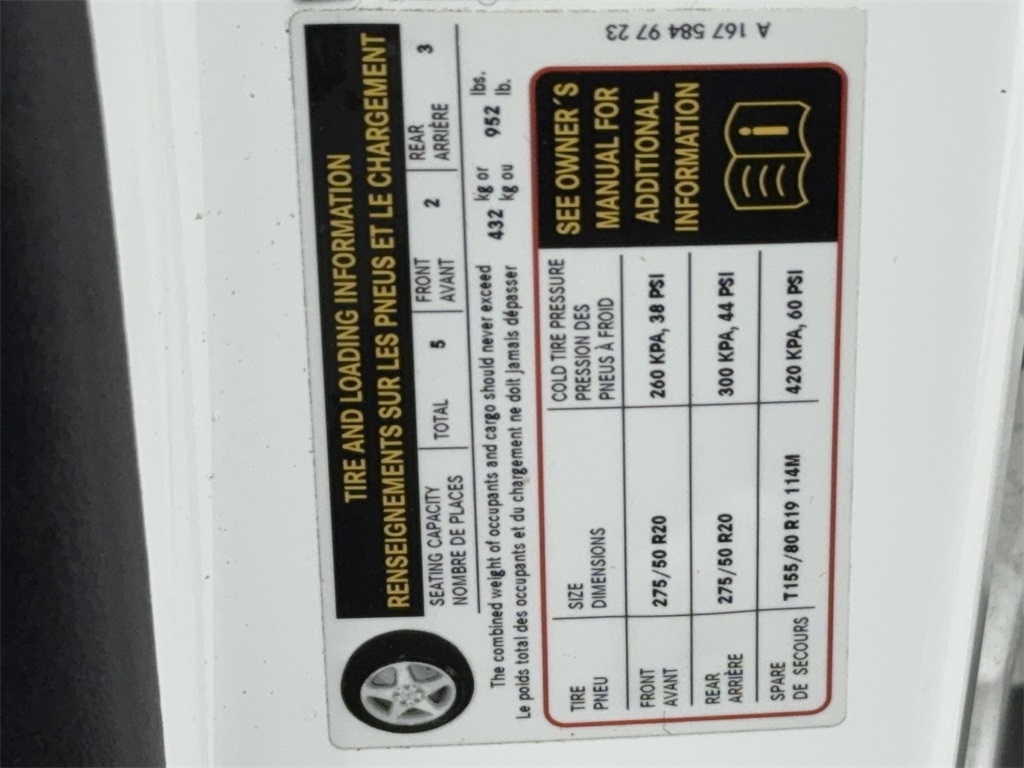 TIRE AND LOADING INFORMATION
RENSEIGNEMENTS SUR LES PNEUS ET LE CHARGEMENT
SEATING CAPACITY TOTAL 5 FRONT 2 REAR 3
NOMBRE DE PLACES AVANT ARRIÈRE
The combined weight of occupants and cargo should never exceed 432 kg or 952 lbs.
Le poids total des occupants et du chargement ne doit jamais dépasser kg ou lb.
TIRE SIZE COLD TIRE PRESSURE
PNEU DIMENSIONS PRESSION DES
PNEUS À FROID
FRONT 275/50 R20 260 KPA, 38 PSI
AVANT
REAR 275/50 R20 300 KPA, 44 PSI
ARRIÈRE
SPARE T155/80 R19 114M 420 KPA, 60 PSI
DE SECOURS
SEE OWNER´S
MANUAL FOR
ADDITIONAL
INFORMATION
i
A 167 584 97 23